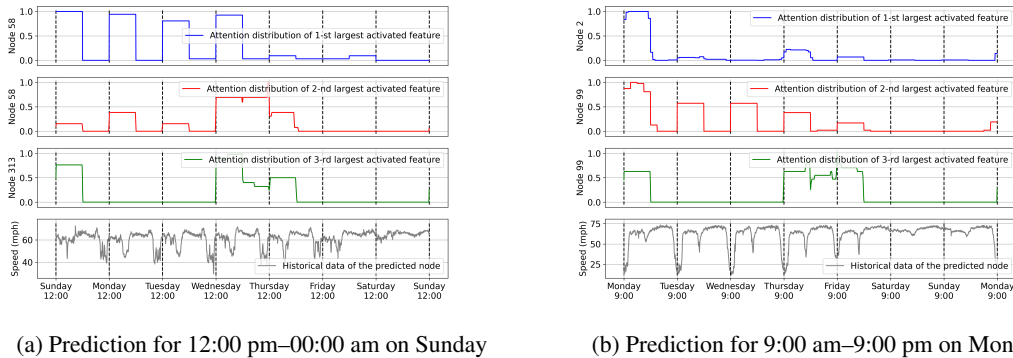 Node 58
1.0
0.5
0.0
Attention distribution of 1-st largest activated feature
Node 58
1.0
0.5
0.0
Attention distribution of 2-nd largest activated feature
Node 313
1.0
0.5
0.0
Attention distribution of 3-rd largest activated feature
Speed (mph)
60
40
Historical data of the predicted node
Sunday Monday Tuesday Wednesday Thursday Friday Saturday Sunday
12:00 12:00 12:00 12:00 12:00 12:00 12:00 12:00
(a) Prediction for 12:00 pm–00:00 am on Sunday
Node 2
1.0
0.5
0.0
Attention distribution of 1-st largest activated feature
Node 99
1.0
0.5
0.0
Attention distribution of 2-nd largest activated feature
Node 99
1.0
0.5
0.0
Attention distribution of 3-rd largest activated feature
Speed (mph)
75
50
25
Historical data of the predicted node
Monday Tuesday Wednesday Thursday Friday Saturday Sunday Monday
9:00 9:00 9:00 9:00 9:00 9:00 9:00 9:00
(b) Prediction for 9:00 am–9:00 pm on Mon